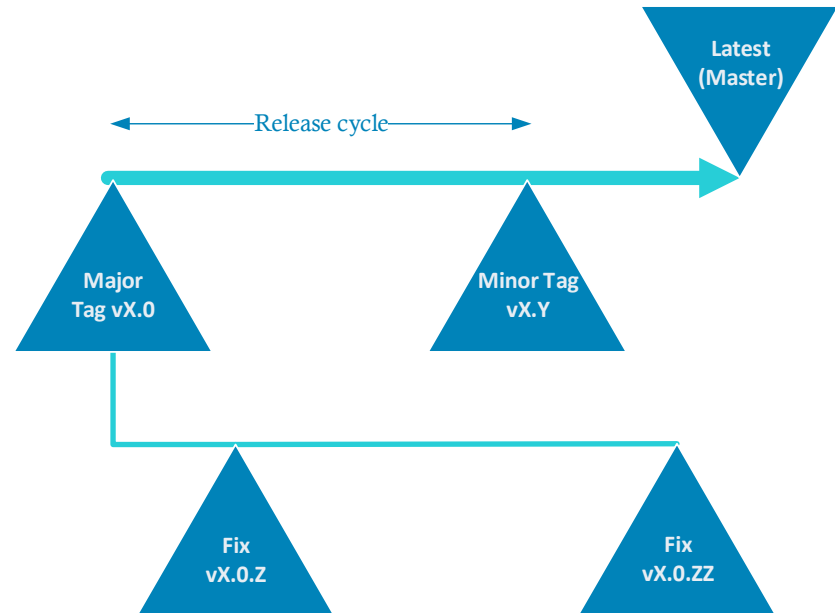 Latest
(Master)
Release cycle
Major
Tag vX.0
Minor Tag
vX.Y
Fix
vX.0.Z
Fix
vX.0.ZZ